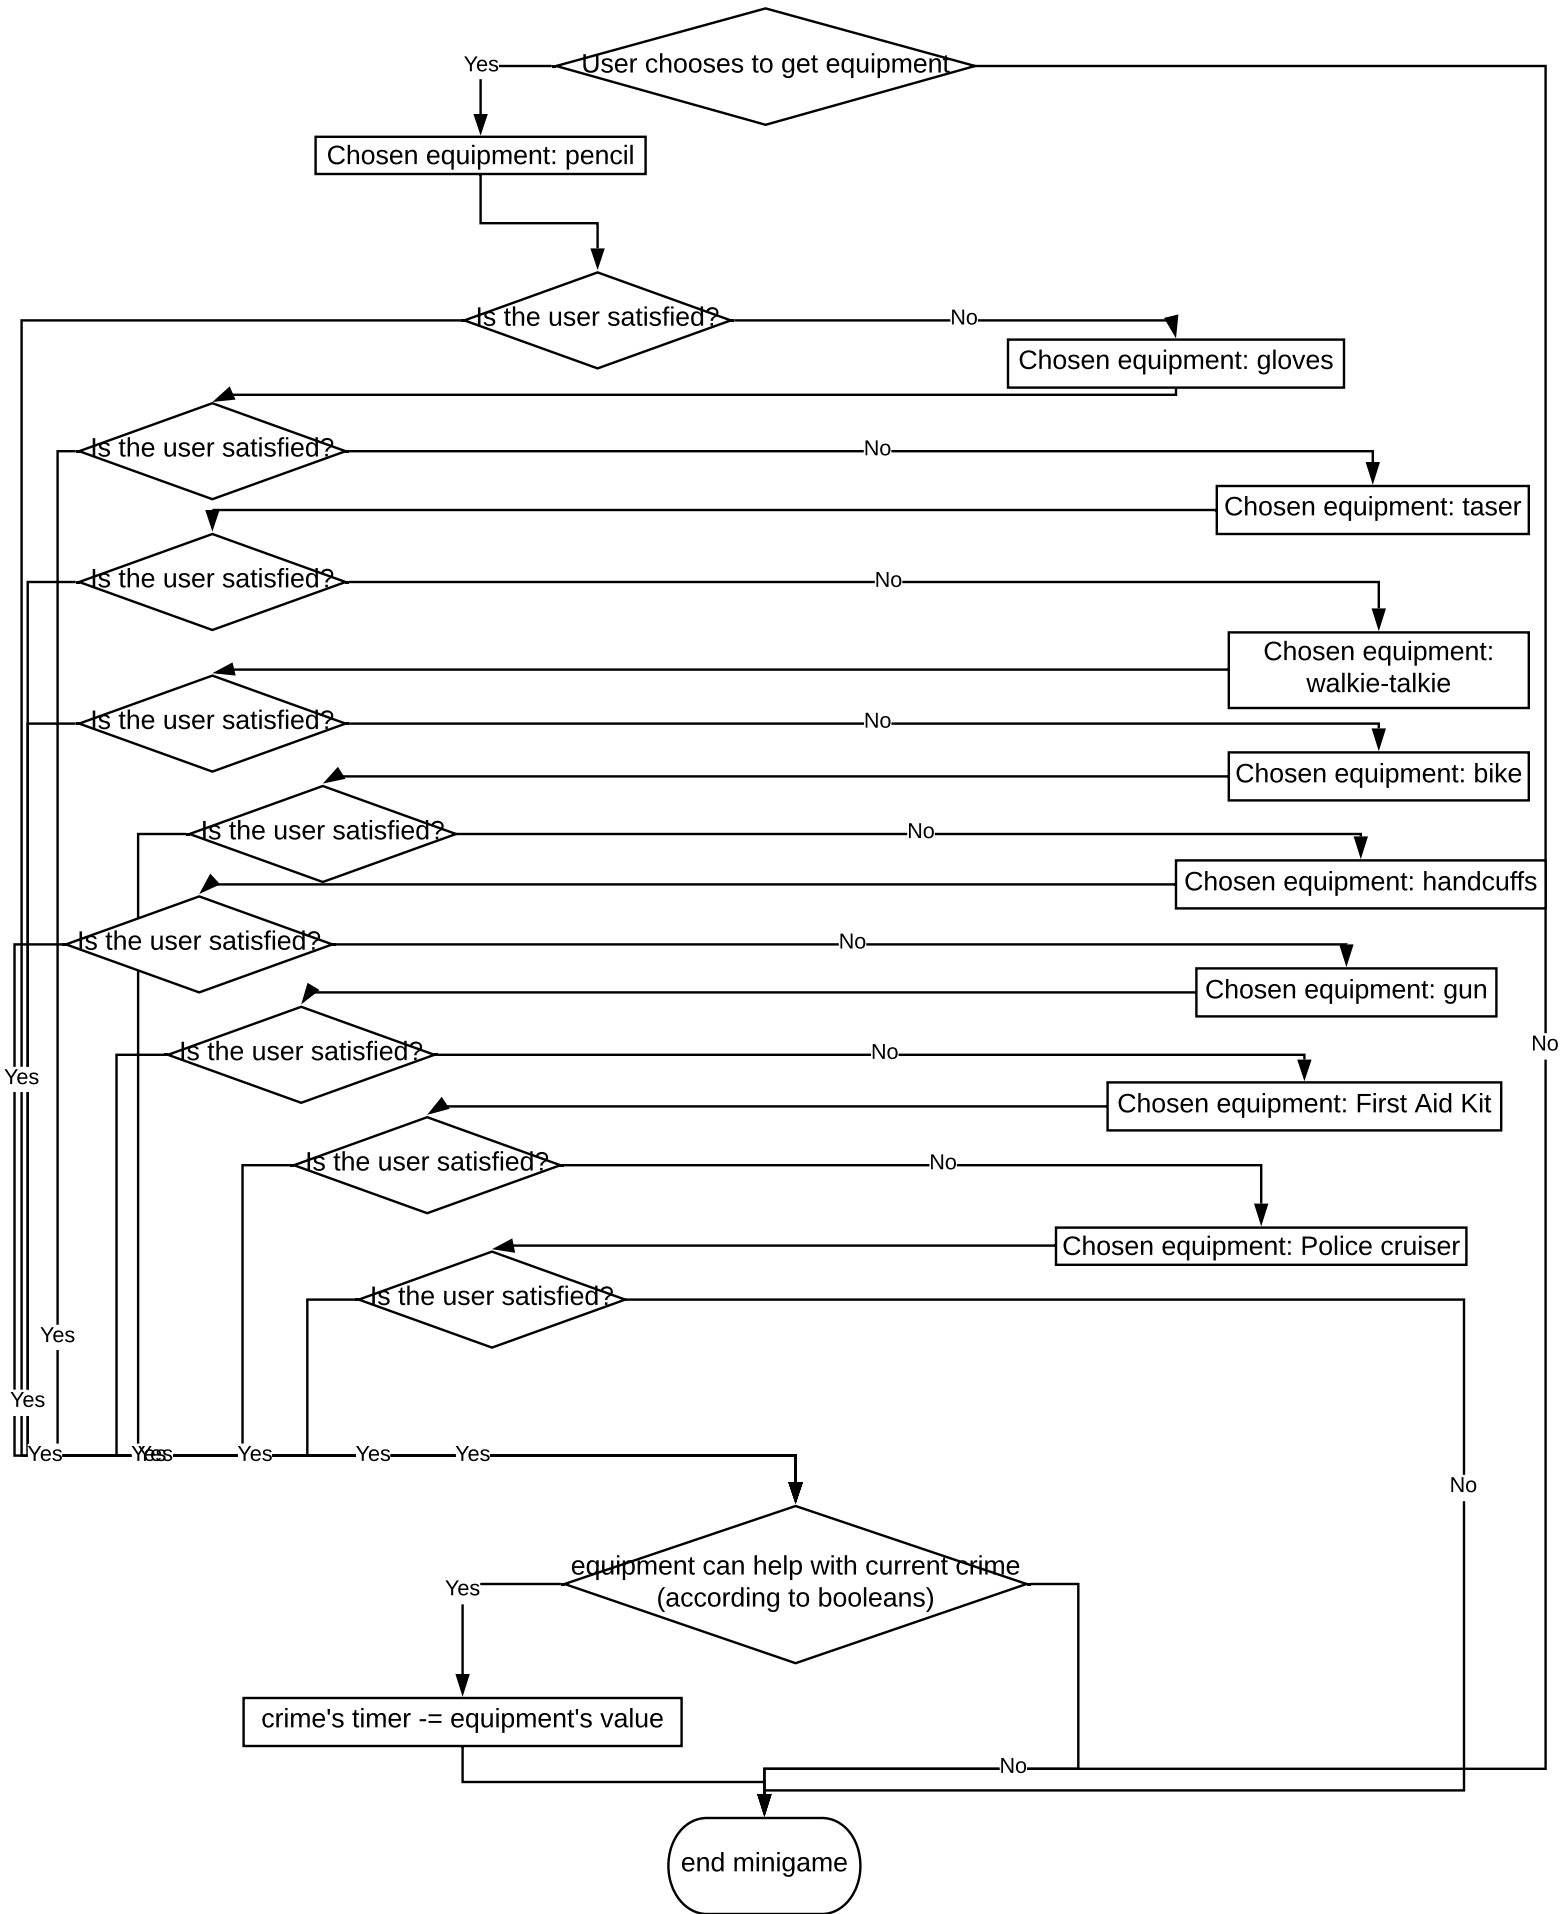 User chooses to get equipment
Yes
Chosen equipment: pencil
Is the user satisfied?
No
Chosen equipment: gloves
Is the user satisfied?
No
Chosen equipment: taser
Is the user satisfied?
No
Chosen equipment:
walkie-talkie
Is the user satisfied?
No
Chosen equipment: bike
Is the user satisfied?
No
Chosen equipment: handcuffs
Is the user satisfied?
No
Chosen equipment: gun
Is the user satisfied?
No
No
Yes
Chosen equipment: First Aid Kit
Is the user satisfied?
No
Chosen equipment: Police cruiser
Is the user satisfied?
Yes
Yes
Yes
Yes
Yes
Yes
Yes
Yes
No
equipment can help with current crime
(according to booleans)
Yes
crime's timer -= equipment's value
No
end minigame